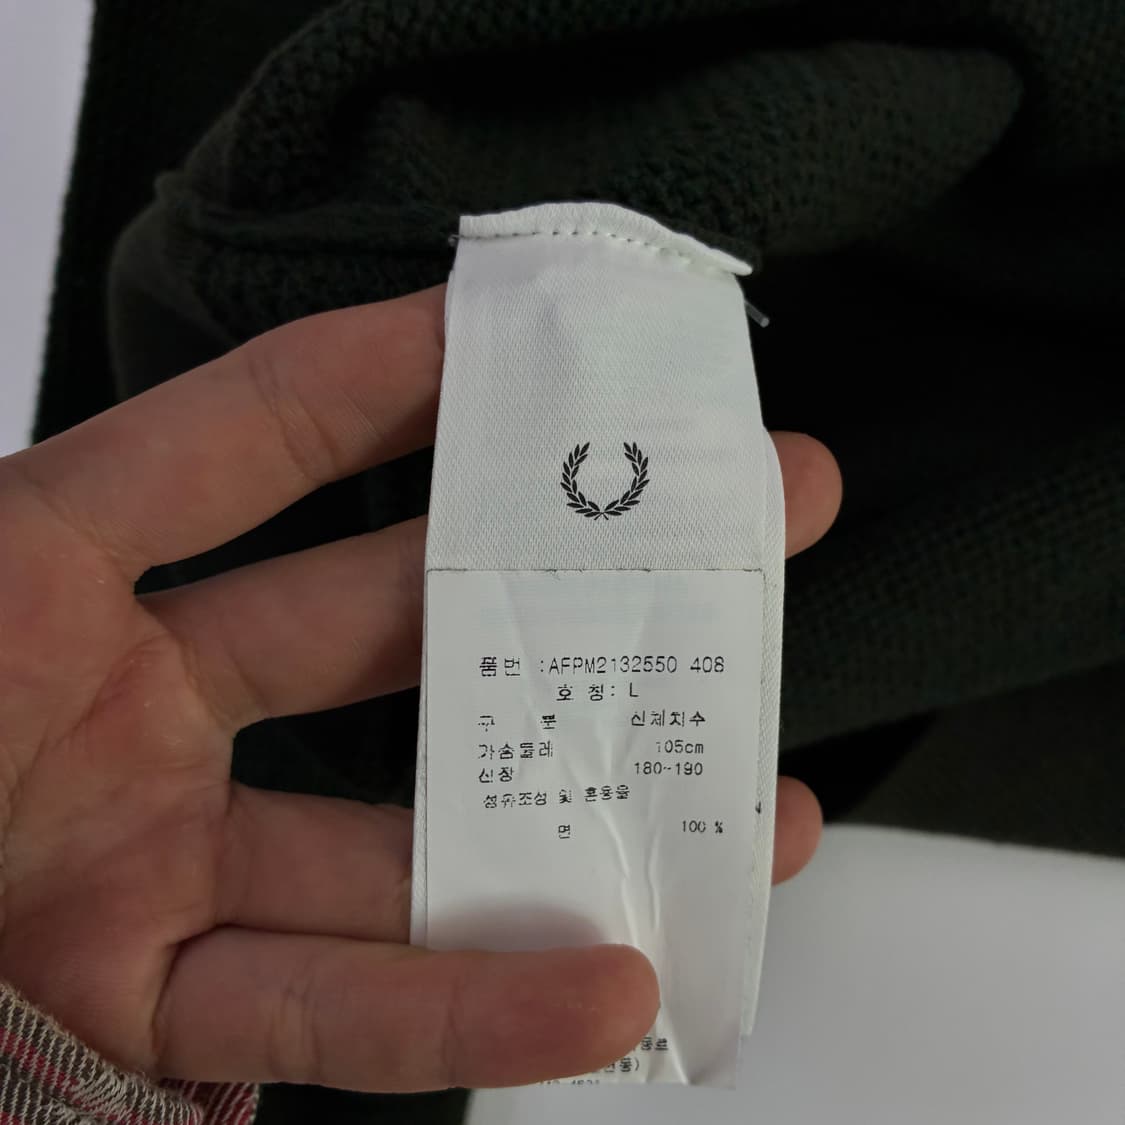 품번 :AFPM2132550 408
호 칭: L
구 분 신체치수
가슴둘레 105cm
신장 180~190
섬유조성 및 혼용율
면 100 %